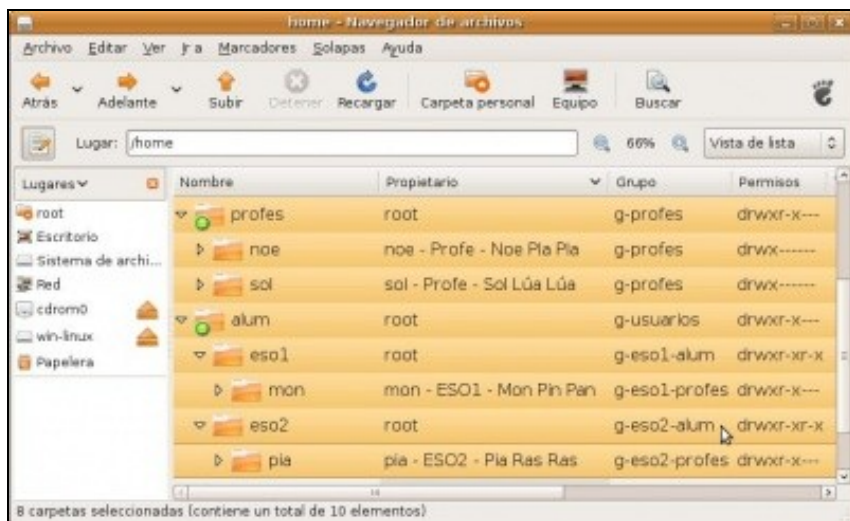 home - Navegador de archivos
Archivo Editar Ver Ir a Marcadores Solapas Ayuda
Atrás Adelante Subir Detener Recargar Carpeta personal Equipo Buscar
Lugar: /home 66% Vista de lista
Lugares Nombre Propietario Grupo Permisos
root
Escritorio
Sistema de archi...
Red
cdrom0
win-linux
Papelera
profes root g-profes drwxr-x---
noe noe - Profe - Noe Pla Pla g-profes drwx------
sol sol - Profe - Sol Lúa Lúa g-profes drwx------
alum root g-usuarios drwxr-x---
eso1 root g-eso1-alum drwxr-xr-x
mon mon - ESO1 - Mon Pin Pan g-eso1-profes drwxr-x---
eso2 root g-eso2-alum drwxr-xr-x
pia pia - ESO2 - Pia Ras Ras g-eso2-profes drwxr-x---
8 carpetas seleccionadas (contiene un total de 10 elementos)